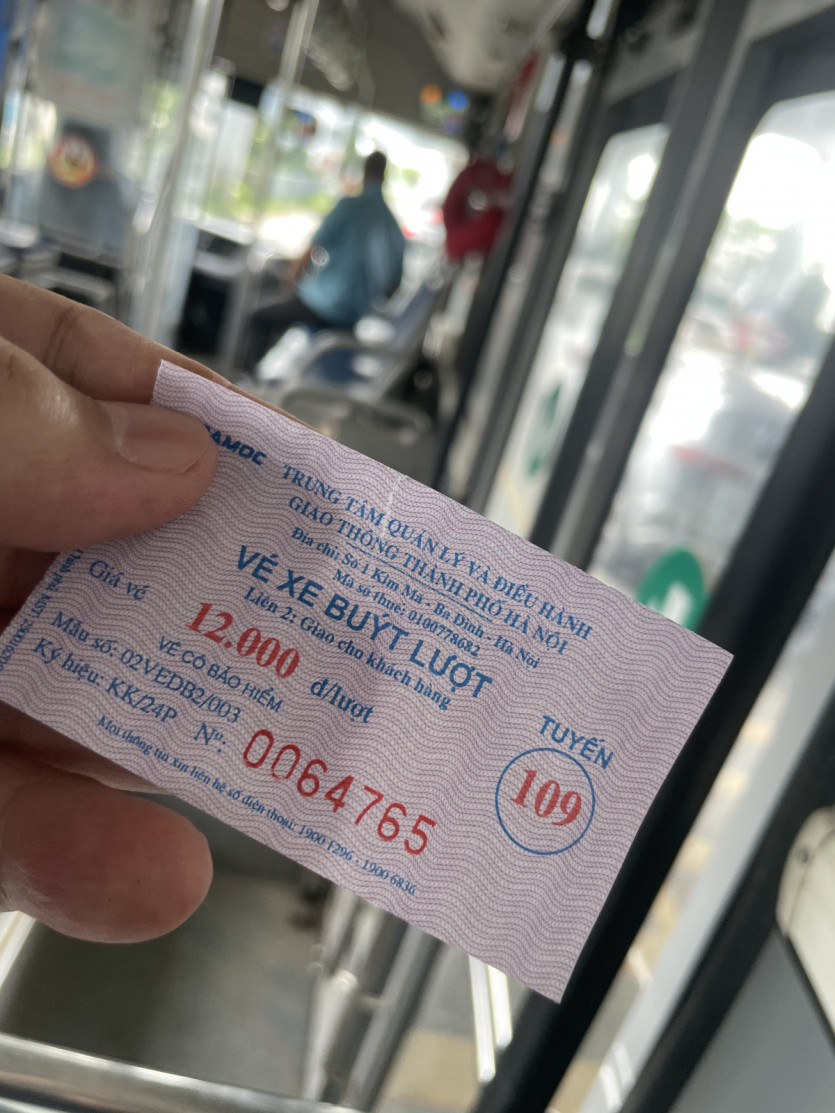 TRUNG TÂM QUẢN LÝ VÀ ĐIỀU HÀNH
GIAO THÔNG THÀNH PHỐ HÀ NỘI
Địa chỉ: Số 1 Kim Mã - Ba Đình - Hà Nội
Mã số thuế: 0100778682
VÉ XE BUÝT LƯỢT
Liên 2: Giao cho khách hàng
Giá vé 12.000 đ/lượt
VÉ CÓ BẢO HIỂM
Mẫu số: 02VEDB2/003
Ký hiệu: KK/24P Nº: 0064765
TUYẾN
109
Mọi thông tin xin liên hệ số điện thoại: 1900 1296 - 1900 6836